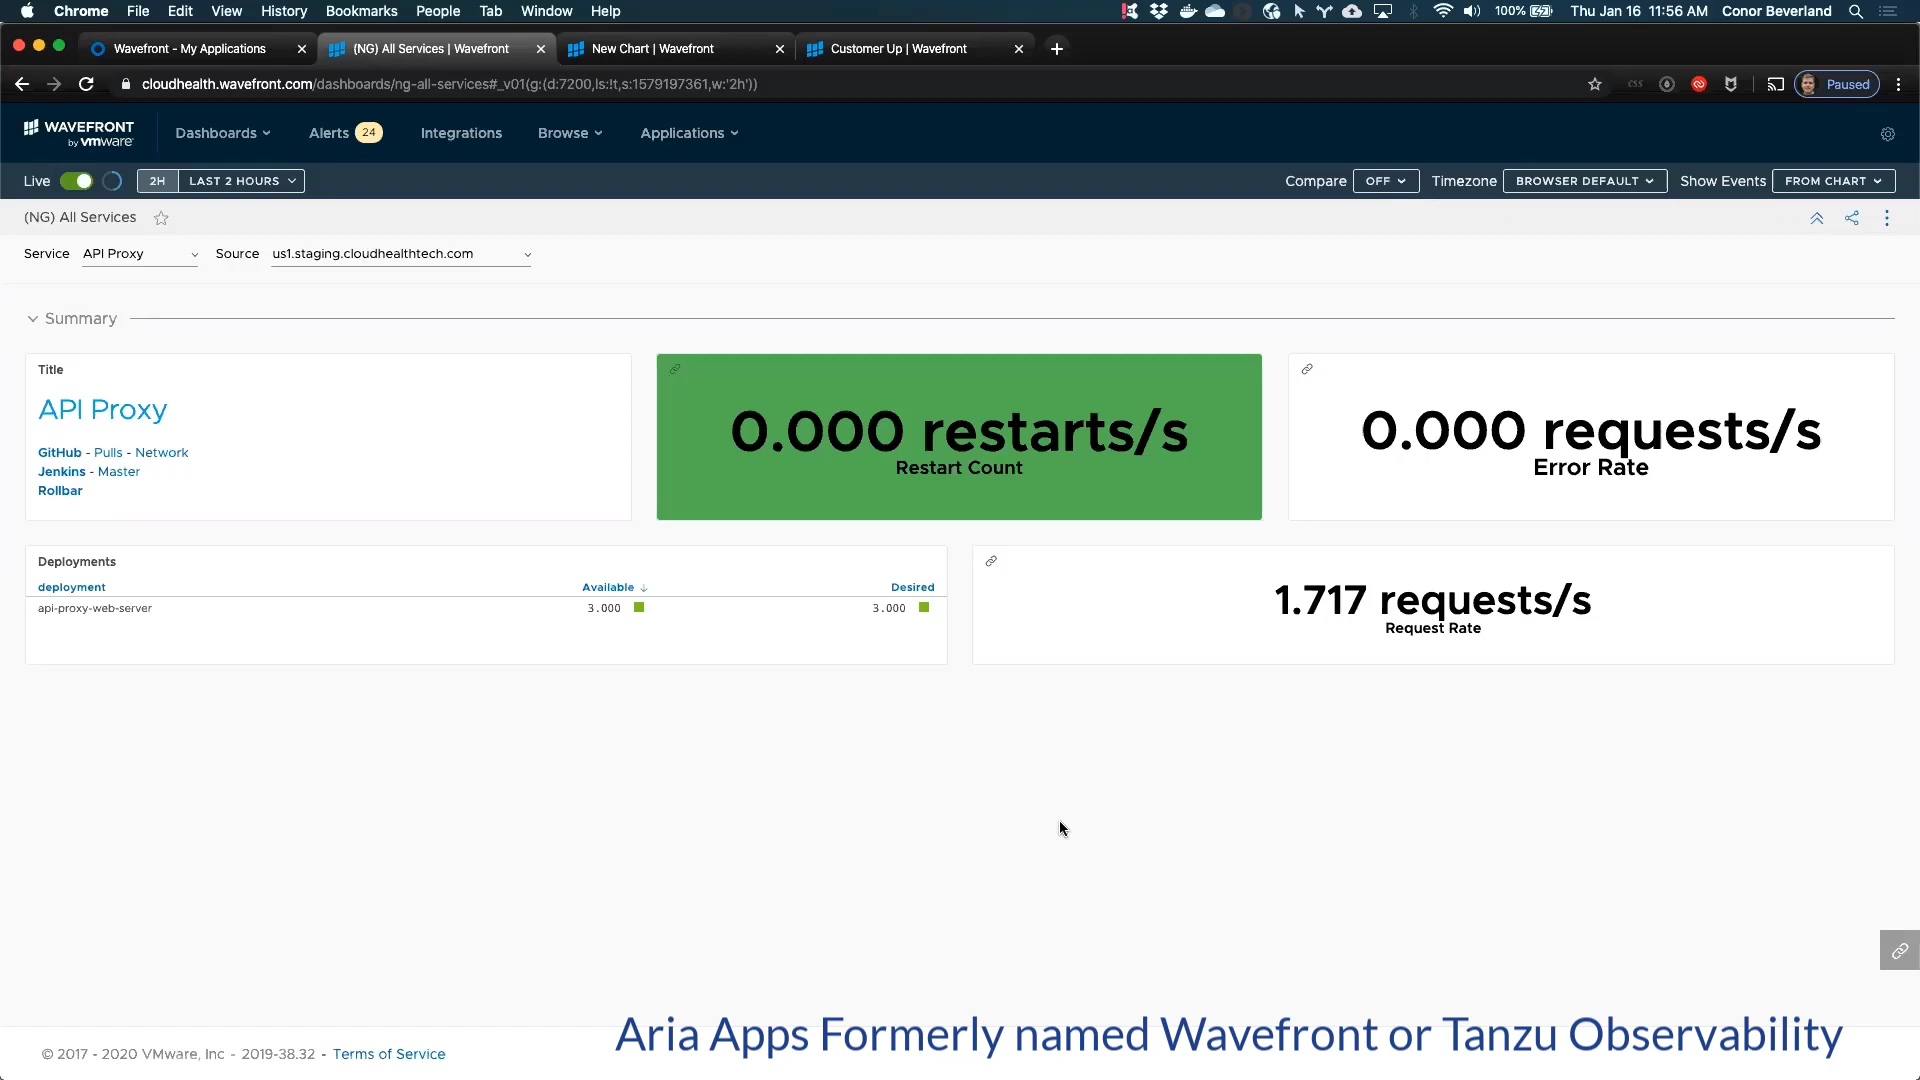 Chrome File Edit View History Bookmarks People Tab Window Help 100% Thu Jan 16 11:56 AM Conor Beverland
Wavefront - My Applications (NG) All Services | Wavefront New Chart | Wavefront Customer Up | Wavefront
cloudhealth.wavefront.com/dashboards/ng-all-services#_v01(g:(d:7200,ls:!t,s:1579197361,w:'2h')) CSS Paused
WAVEFRONT
by vmware
Dashboards Alerts 24 Integrations Browse Applications
Live 2H LAST 2 HOURS Compare OFF Timezone BROWSER DEFAULT Show Events FROM CHART
(NG) All Services
Service API Proxy Source us1.staging.cloudhealthtech.com
Summary
Title
API Proxy
GitHub - Pulls - Network
Jenkins - Master
Rollbar
0.000 restarts/s
Restart Count
0.000 requests/s
Error Rate
Deployments
deployment Available ↓ Desired
api-proxy-web-server 3.000 3.000
1.717 requests/s
Request Rate
Aria Apps Formerly named Wavefront or Tanzu Observability
© 2017 - 2020 VMware, Inc - 2019-38.32 - Terms of Service